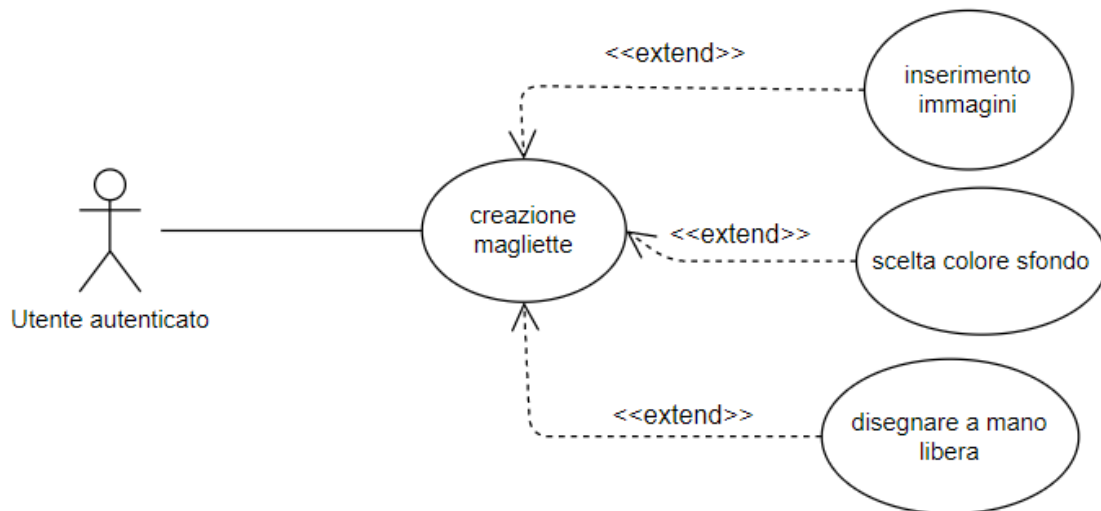 <<extend>>
inserimento
immagini
creazione
magliette
<<extend>>
scelta colore sfondo
Utente autenticato
<<extend>>
disegnare a mano
libera